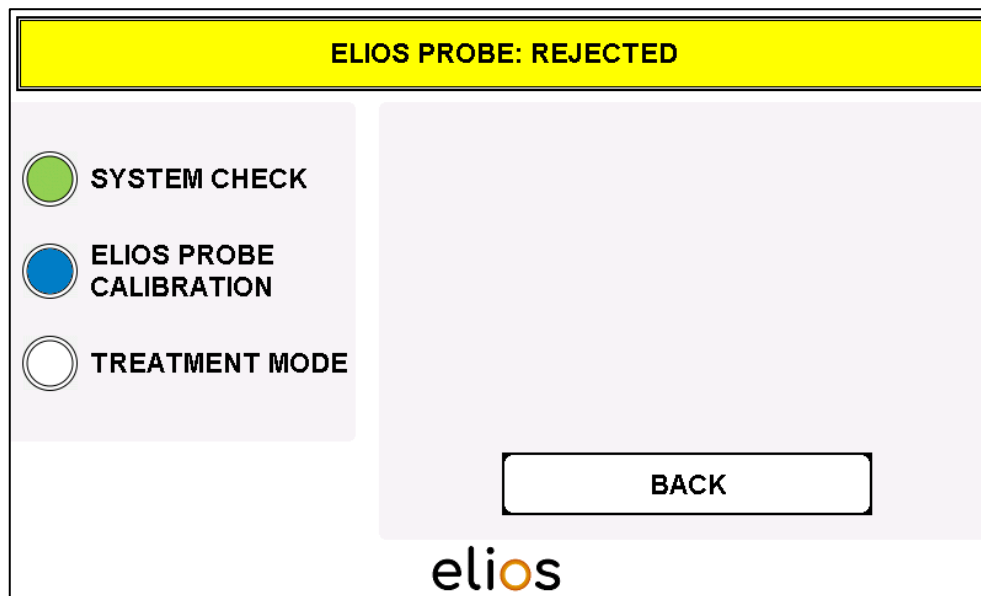 ELIOS PROBE: REJECTED
SYSTEM CHECK
ELIOS PROBE
CALIBRATION
TREATMENT MODE
BACK
elios